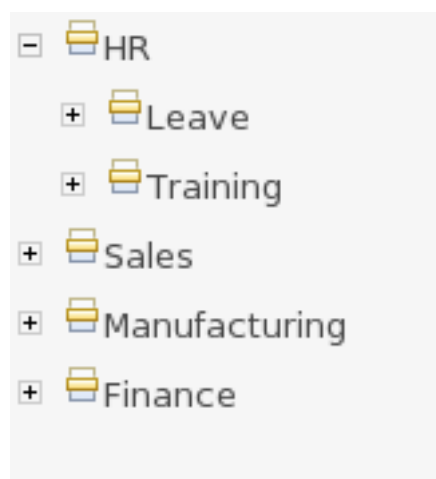 HR
Leave
Training
Sales
Manufacturing
Finance